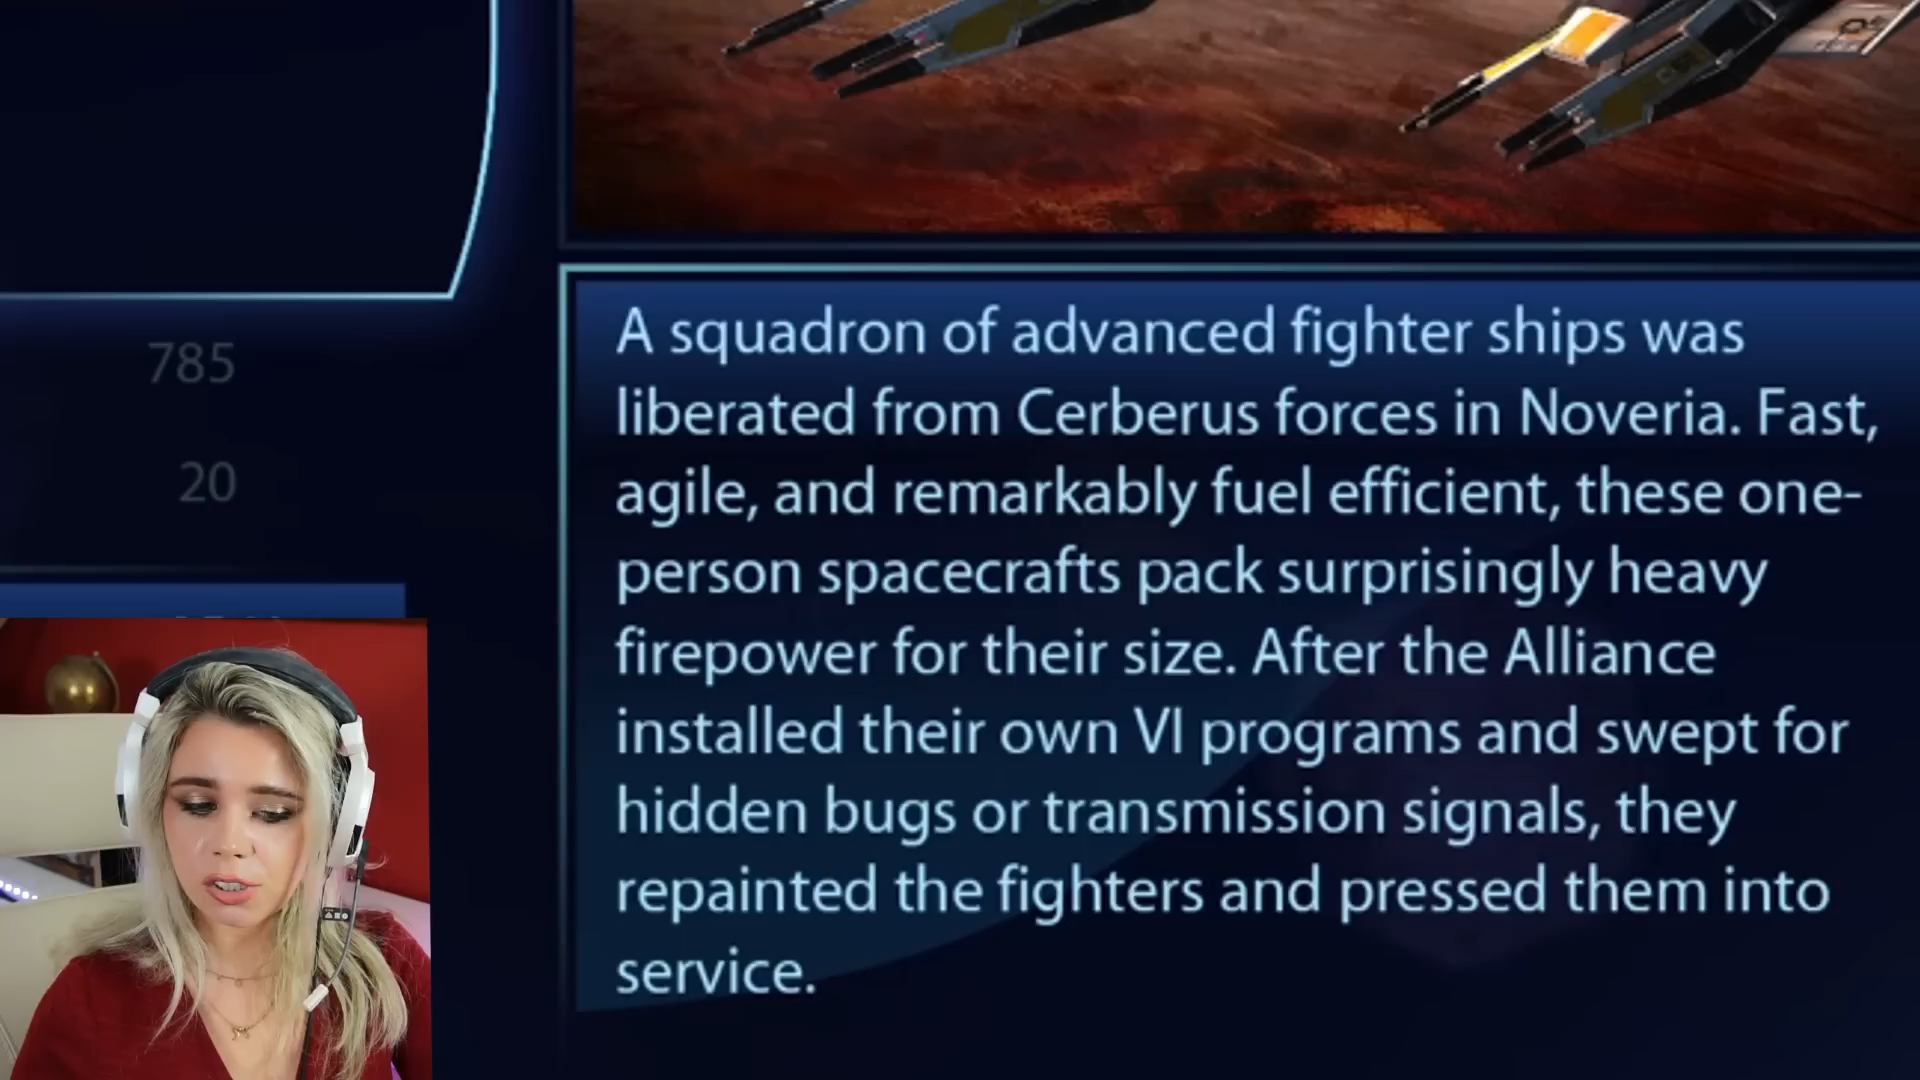 785
20
A squadron of advanced fighter ships was
liberated from Cerberus forces in Noveria. Fast,
agile, and remarkably fuel efficient, these one-
person spacecrafts pack surprisingly heavy
firepower for their size. After the Alliance
installed their own VI programs and swept for
hidden bugs or transmission signals, they
repainted the fighters and pressed them into
service.